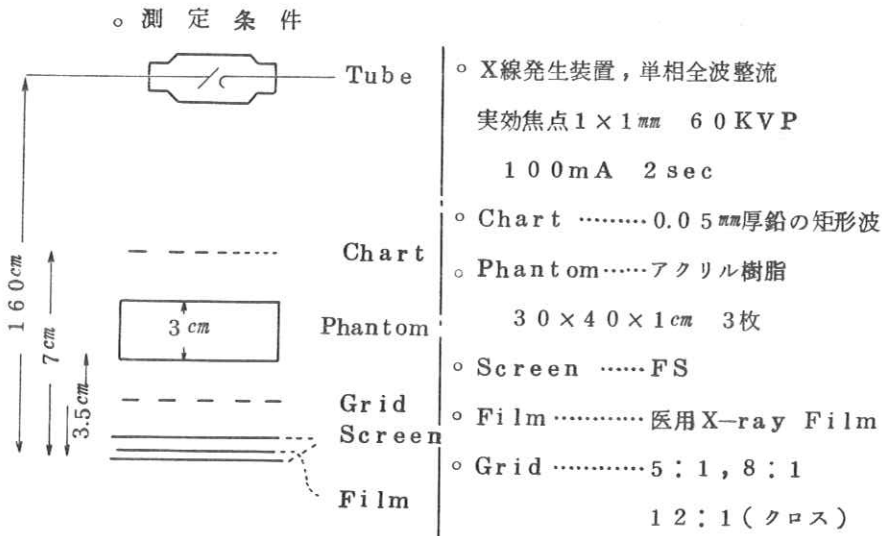 ○ 測 定 条 件
Tube
Chart
Phantom
Grid
Screen
Film
160cm
7cm
3.5cm
3cm
○ X線発生装置,単相全波整流
実効焦点1×1mm 60KVP
100mA 2sec
○ Chart ………0.05mm厚鉛の矩形波
○ Phantom……アクリル樹脂
30×40×1cm 3枚
○ Screen ……FS
○ Film…………医用X−ray Film
○ Grid …………5:1,8:1
12:1(クロス)